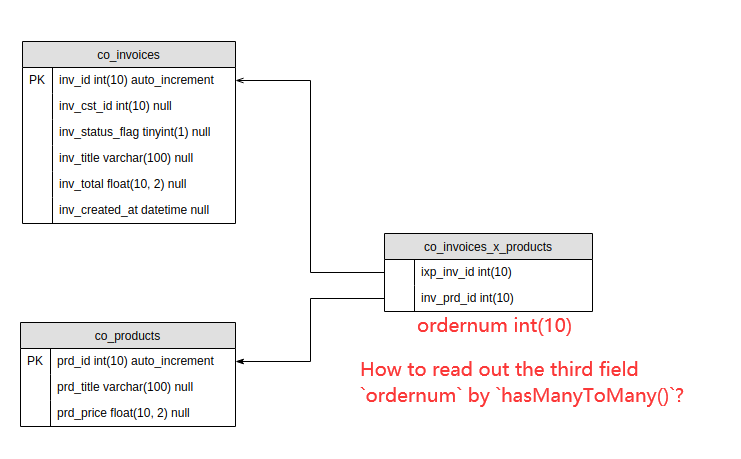 co_invoices
PK inv_id int(10) auto_increment
inv_cst_id int(10) null
inv_status_flag tinyint(1) null
inv_title varchar(100) null
inv_total float(10, 2) null
inv_created_at datetime null
co_invoices_x_products
ixp_inv_id int(10)
inv_prd_id int(10)
ordernum int(10)
How to read out the third field
`ordernum` by `hasManyToMany()`?
co_products
PK prd_id int(10) auto_increment
prd_title varchar(100) null
prd_price float(10, 2) null